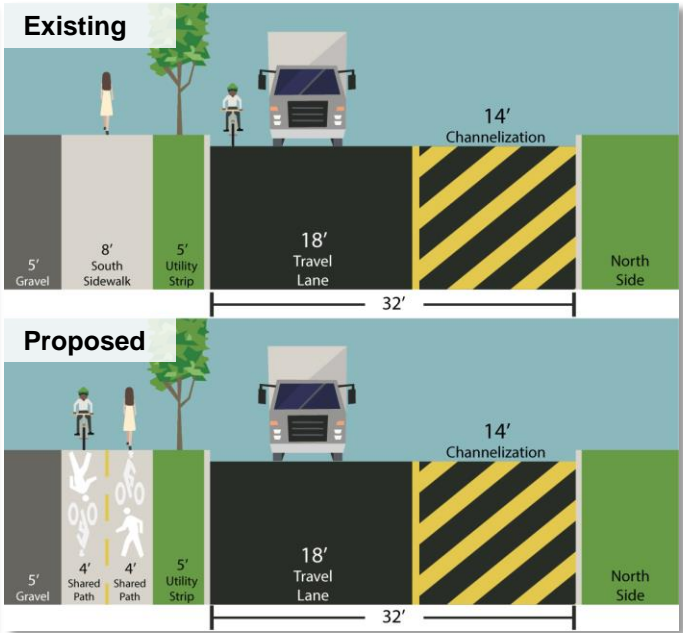 Existing
14'
Channelization
5'
Gravel
8'
South
Sidewalk
5'
Utility
Strip
18'
Travel
Lane
North
Side
32'
Proposed
14'
Channelization
5'
Gravel
4'
Shared
Path
4'
Shared
Path
5'
Utility
Strip
18'
Travel
Lane
North
Side
32'